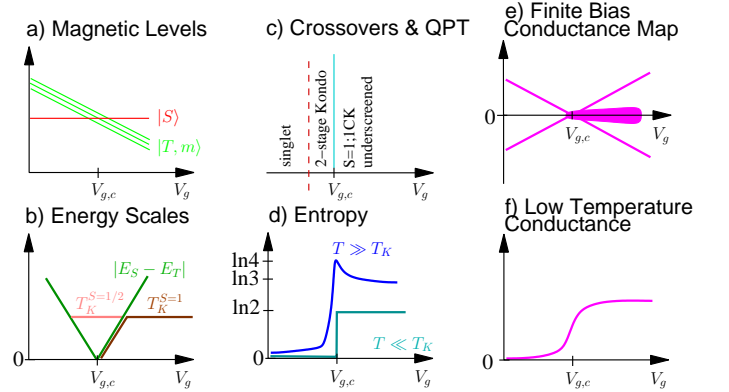 a) Magnetic Levels
|S⟩
|T, m⟩
V_{g,c}
V_g
b) Energy Scales
|E_S − E_T|
T_K^{S=1/2}
T_K^{S=1}
0
V_{g,c}
V_g
c) Crossovers & QPT
singlet
2−stage Kondo
S=1;1CK
underscreened
V_{g,c}
V_g
d) Entropy
T ≫ T_K
ln4
ln3
ln2
T ≪ T_K
0
V_{g,c}
V_g
e) Finite Bias
Conductance Map
0
V_{g,c}
V_g
f) Low Temperature
Conductance
0
V_{g,c}
V_g